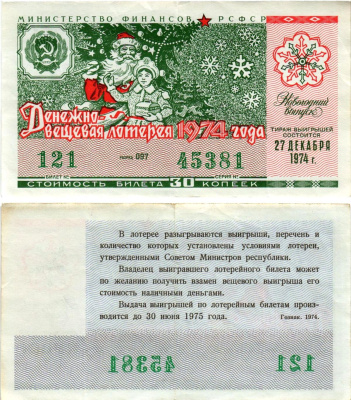 МИНИСТЕРСТВО ФИНАНСОВ РСФСР
Новогодний
выпуск
Денежно-
вещевая лотерея 1974 года
ТИРАЖ ВЫИГРЫШЕЙ
СОСТОИТСЯ
27 ДЕКАБРЯ
1974 г.
121 РАЗРЯД 097 45381
БИЛЕТ № СЕРИЯ №
СТОИМОСТЬ БИЛЕТА 30 КОПЕЕК
В лотерее разыгрываются выигрыши, перечень и
количество которых установлены условиями лотереи,
утвержденными Советом Министров республики.
Владелец выигравшего лотерейного билета может
по желанию получить взамен вещевого выигрыша его
стоимость наличными деньгами.
Выдача выигрышей по лотерейным билетам произ-
водится до 30 июня 1975 года. Гознак. 1974.
45381 121